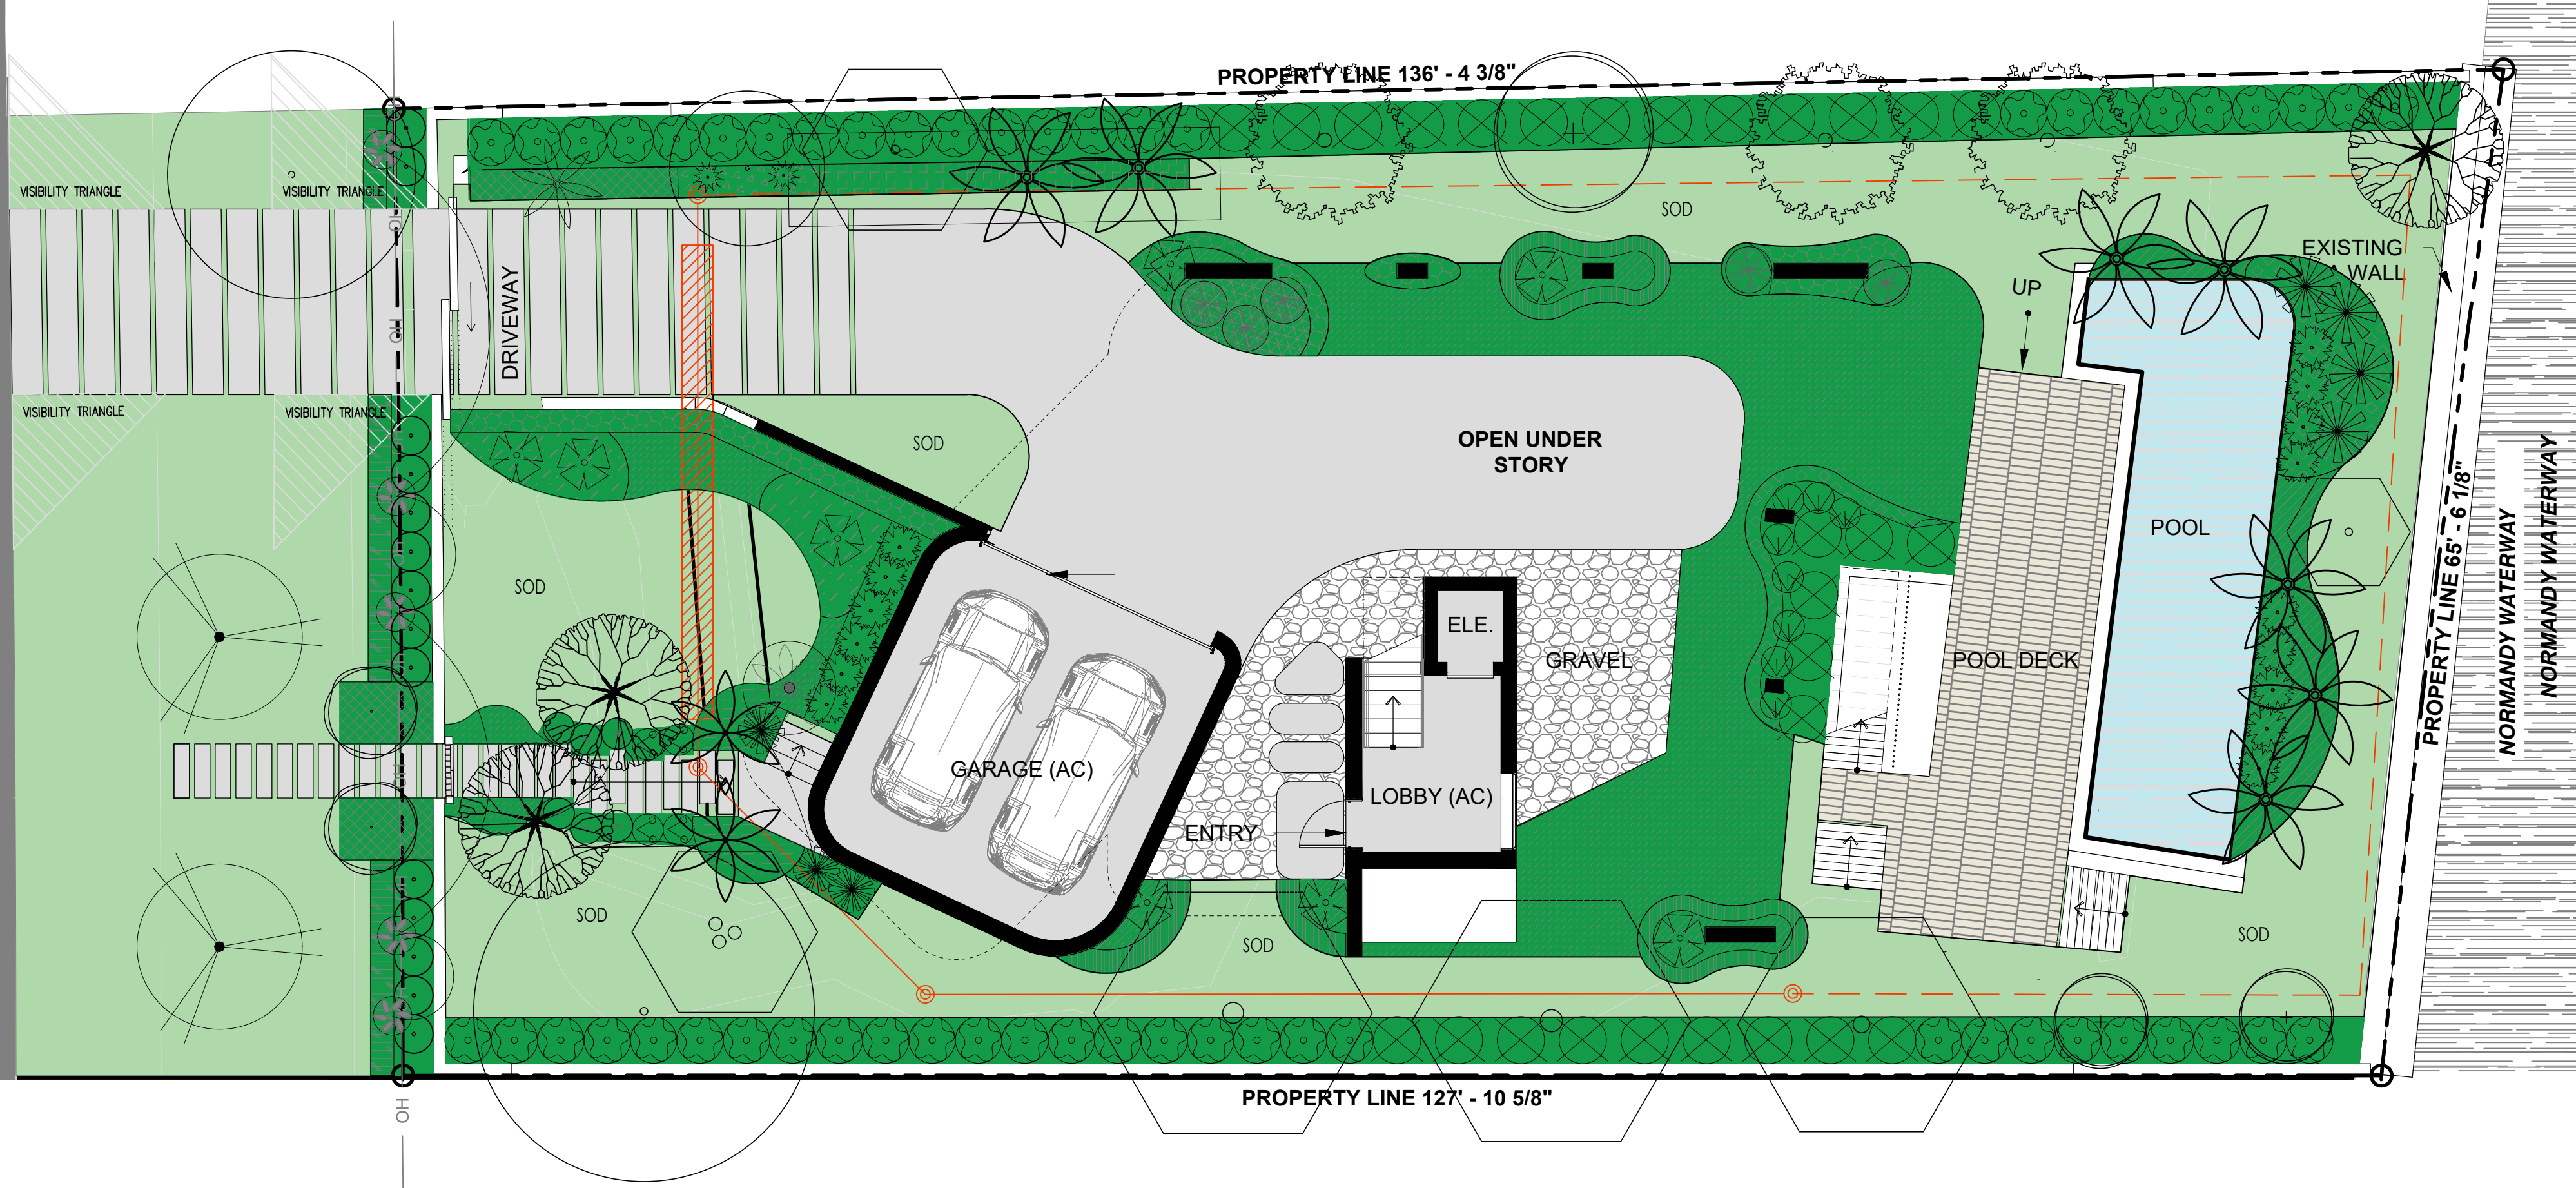 PROPERTY LINE 136' - 4 3/8"
VISIBILITY TRIANGLE
VISIBILITY TRIANGLE
SOD
OH
OH
DRIVEWAY
EXISTING
WALL
UP
VISIBILITY TRIANGLE
VISIBILITY TRIANGLE
SOD
OPEN UNDER
STORY
POOL
SOD
ELE.
GRAVEL
POOL DECK
GARAGE (AC)
LOBBY (AC)
ENTRY
SOD
SOD
SOD
PROPERTY LINE 65' - 6 1/8"
NORMANDY WATERWAY
NORMANDY WATERWAY
PROPERTY LINE 127' - 10 5/8"
OH